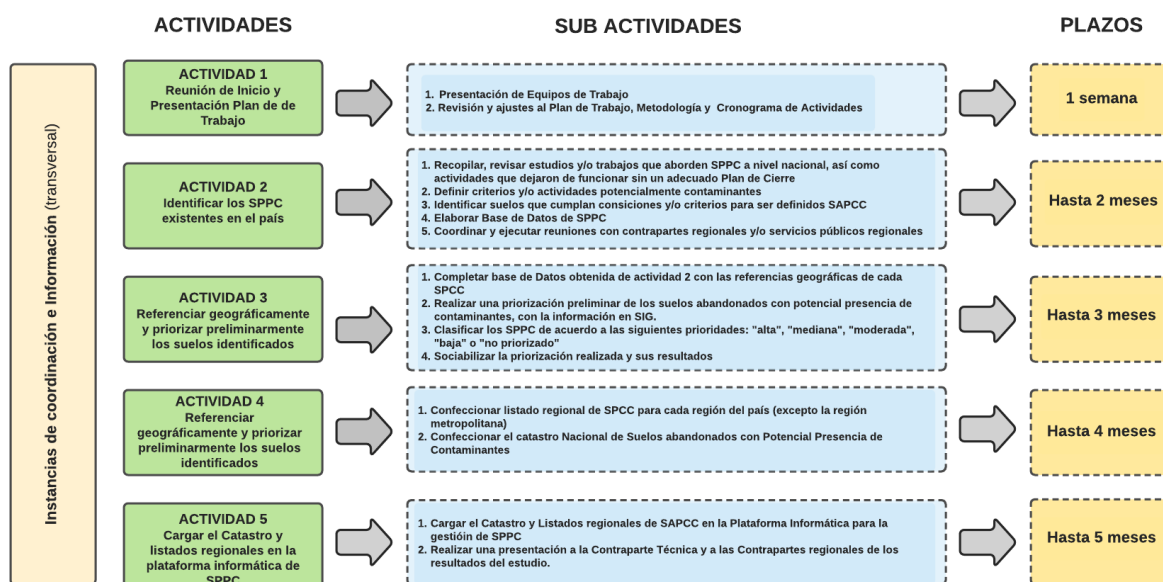 ACTIVIDADES
SUB ACTIVIDADES
PLAZOS
Instancias de coordinación e Información (transversal)
ACTIVIDAD 1
Reunión de Inicio y
Presentación Plan de de
Trabajo
1. Presentación de Equipos de Trabajo
2. Revisión y ajustes al Plan de Trabajo, Metodología y Cronograma de Actividades
1 semana
ACTIVIDAD 2
Identificar los SPPC
existentes en el país
1. Recopilar, revisar estudios y/o trabajos que aborden SPPC a nivel nacional, así como
actividades que dejaron de funcionar sin un adecuado Plan de Cierre
2. Definir criterios y/o actividades potencialmente contaminantes
3. Identificar suelos que cumplan consiciones y/o criterios para ser definidos SAPCC
4. Elaborar Base de Datos de SPPC
5. Coordinar y ejecutar reuniones con contrapartes regionales y/o servicios públicos regionales
Hasta 2 meses
ACTIVIDAD 3
Referenciar geográficamente
y priorizar preliminarmente
los suelos identificados
1. Completar base de Datos obtenida de actividad 2 con las referencias geográficas de cada
SPCC
2. Realizar una priorización preliminar de los suelos abandonados con potencial presencia de
contaminantes, con la información en SIG.
3. Clasificar los SPPC de acuerdo a las siguientes prioridades: "alta", "mediana", "moderada",
"baja" o "no priorizado"
4. Sociabilizar la priorización realizada y sus resultados
Hasta 3 meses
ACTIVIDAD 4
Referenciar
geográficamente y priorizar
preliminarmente los suelos
identificados
1. Confeccionar listado regional de SPCC para cada región del país (excepto la región
metropolitana)
2. Confeccionar el catastro Nacional de Suelos abandonados con Potencial Presencia de
Contaminantes
Hasta 4 meses
ACTIVIDAD 5
Cargar el Catastro y
listados regionales en la
plataforma informática de
SPPC
1. Cargar el Catastro y Listados regionales de SAPCC en la Plataforma Informática para la
gestióin de SPPC
2. Realizar una presentación a la Contraparte Técnica y a las Contrapartes regionales de los
resultados del estudio.
Hasta 5 meses